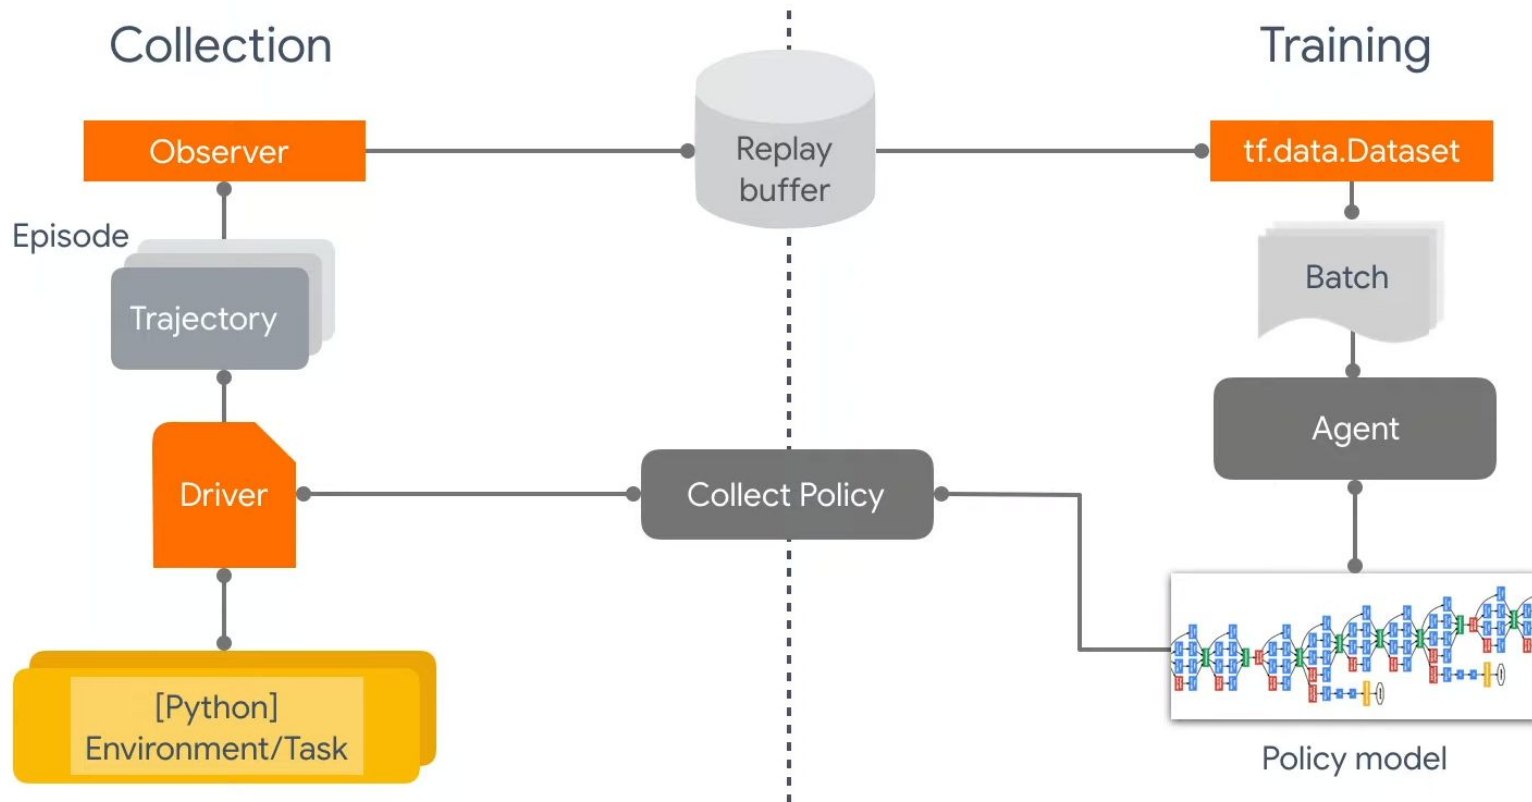 Collection
Training
Observer
Replay
buffer
tf.data.Dataset
Episode
Trajectory
Batch
Agent
Driver
Collect Policy
[Python]
Environment/Task
Policy model